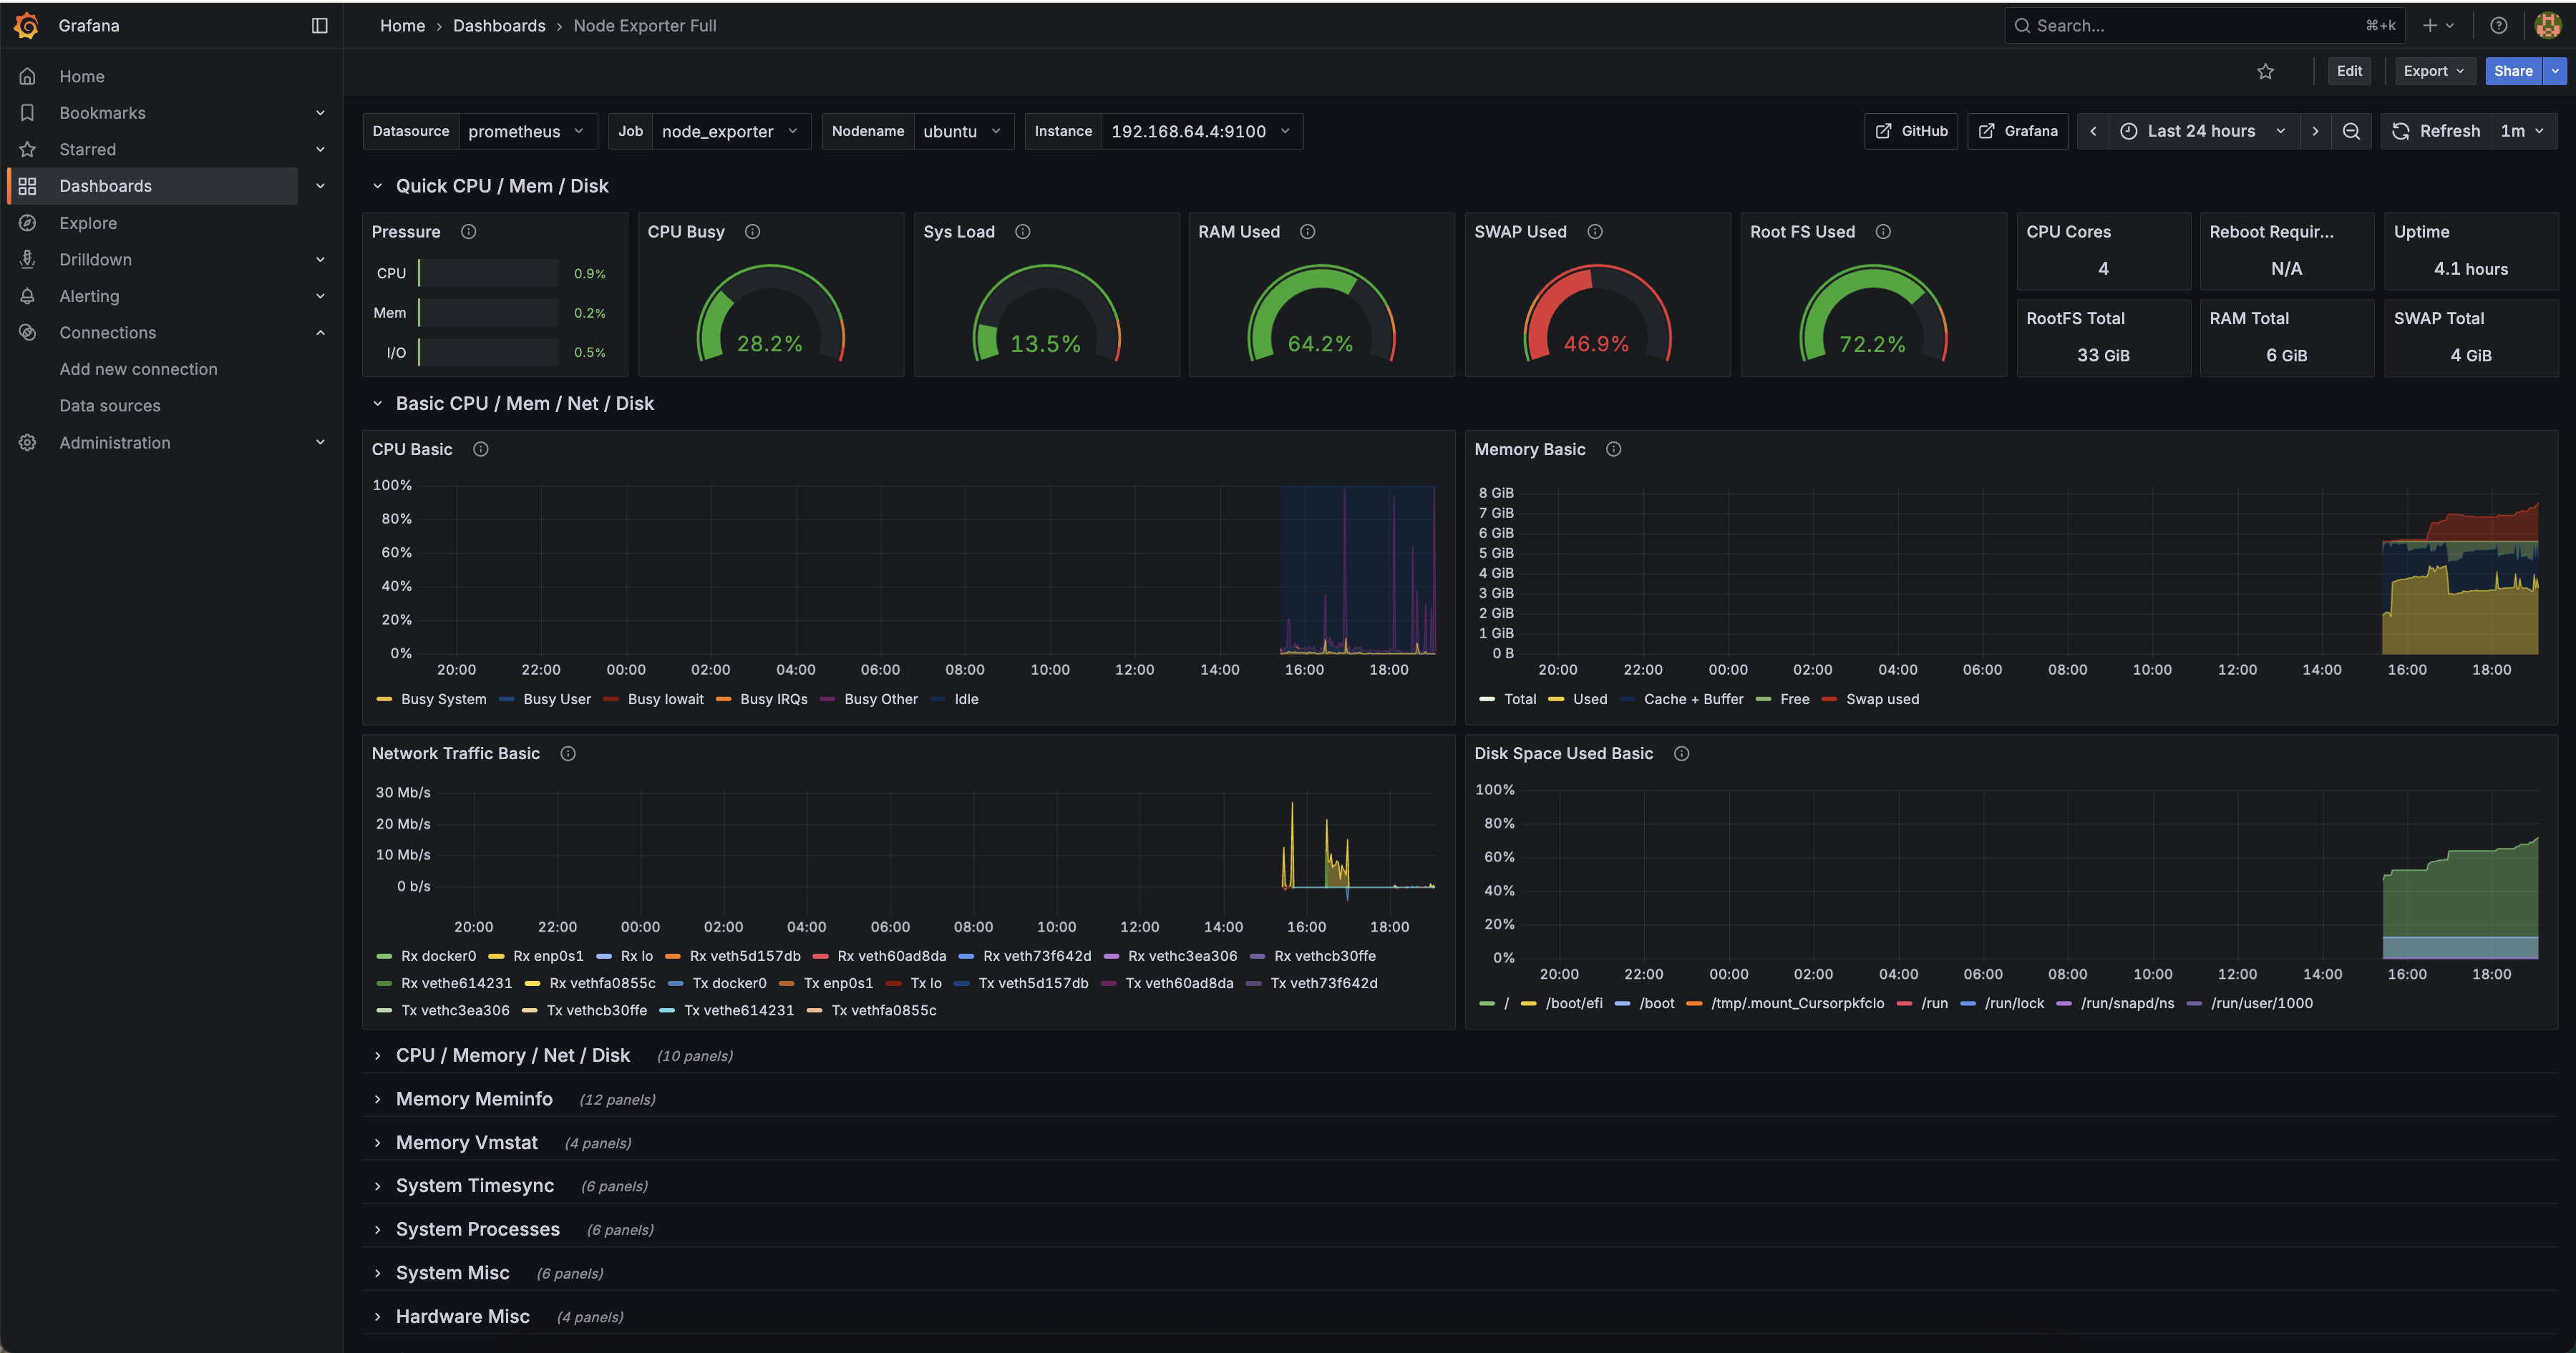 Grafana
Home › Dashboards › Node Exporter Full
Search... ⌘+k
Home
Bookmarks
Starred
Dashboards
Explore
Drilldown
Alerting
Connections
Add new connection
Data sources
Administration
Edit Export Share
Datasource prometheus Job node_exporter Nodename ubuntu Instance 192.168.64.4:9100 GitHub Grafana Last 24 hours Refresh 1m
Quick CPU / Mem / Disk
Pressure
CPU 0.9%
Mem 0.2%
I/O 0.5%
CPU Busy
28.2%
Sys Load
13.5%
RAM Used
64.2%
SWAP Used
46.9%
Root FS Used
72.2%
CPU Cores
4
Reboot Requir...
N/A
Uptime
4.1 hours
RootFS Total
33 GiB
RAM Total
6 GiB
SWAP Total
4 GiB
Basic CPU / Mem / Net / Disk
CPU Basic
100%
80%
60%
40%
20%
0%
20:00 22:00 00:00 02:00 04:00 06:00 08:00 10:00 12:00 14:00 16:00 18:00
Busy System Busy User Busy Iowait Busy IRQs Busy Other Idle
Memory Basic
8 GiB
7 GiB
6 GiB
5 GiB
4 GiB
3 GiB
2 GiB
1 GiB
0 B
20:00 22:00 00:00 02:00 04:00 06:00 08:00 10:00 12:00 14:00 16:00 18:00
Total Used Cache + Buffer Free Swap used
Network Traffic Basic
30 Mb/s
20 Mb/s
10 Mb/s
0 b/s
20:00 22:00 00:00 02:00 04:00 06:00 08:00 10:00 12:00 14:00 16:00 18:00
Rx docker0 Rx enp0s1 Rx lo Rx veth5d157db Rx veth60ad8da Rx veth73f642d Rx vethc3ea306 Rx vethcb30ffe
Rx vethe614231 Rx vethfa0855c Tx docker0 Tx enp0s1 Tx lo Tx veth5d157db Tx veth60ad8da Tx veth73f642d
Tx vethc3ea306 Tx vethcb30ffe Tx vethe614231 Tx vethfa0855c
Disk Space Used Basic
100%
80%
60%
40%
20%
0%
20:00 22:00 00:00 02:00 04:00 06:00 08:00 10:00 12:00 14:00 16:00 18:00
/ /boot/efi /boot /tmp/.mount_Cursorpkfclo /run /run/lock /run/snapd/ns /run/user/1000
CPU / Memory / Net / Disk (10 panels)
Memory Meminfo (12 panels)
Memory Vmstat (4 panels)
System Timesync (6 panels)
System Processes (6 panels)
System Misc (6 panels)
Hardware Misc (4 panels)